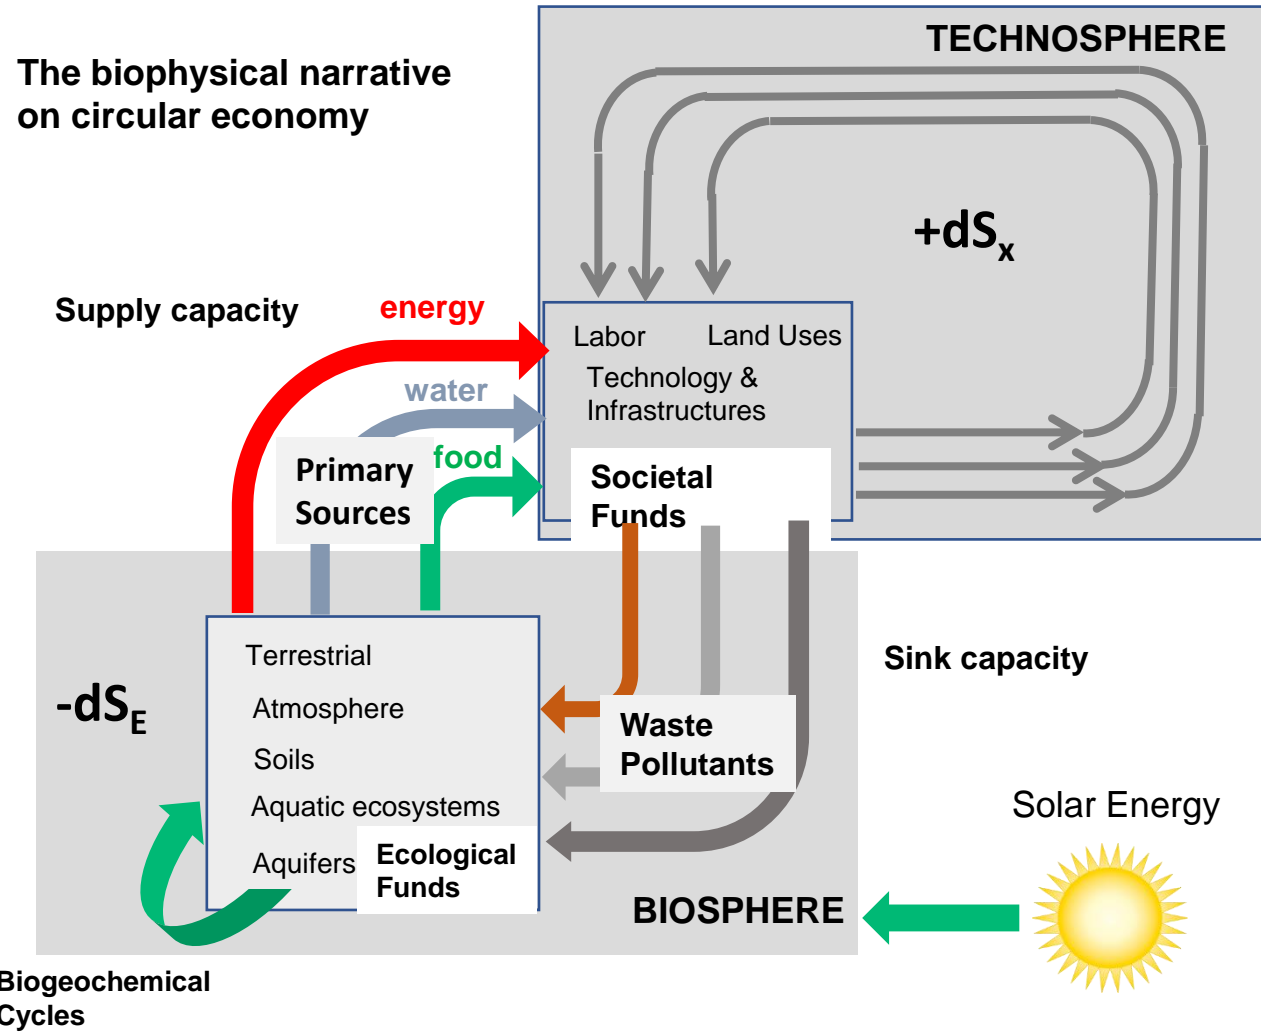 TECHNOSPHERE
The biophysical narrative
on circular economy
+dSx
Supply capacity
energy
water
food
Primary
Sources
Labor
Land Uses
Technology &
Infrastructures
Societal
Funds
-dSE
Terrestrial
Atmosphere
Soils
Aquatic ecosystems
Aquifers
Ecological
Funds
Waste
Pollutants
Sink capacity
Solar Energy
BIOSPHERE
Biogeochemical
Cycles